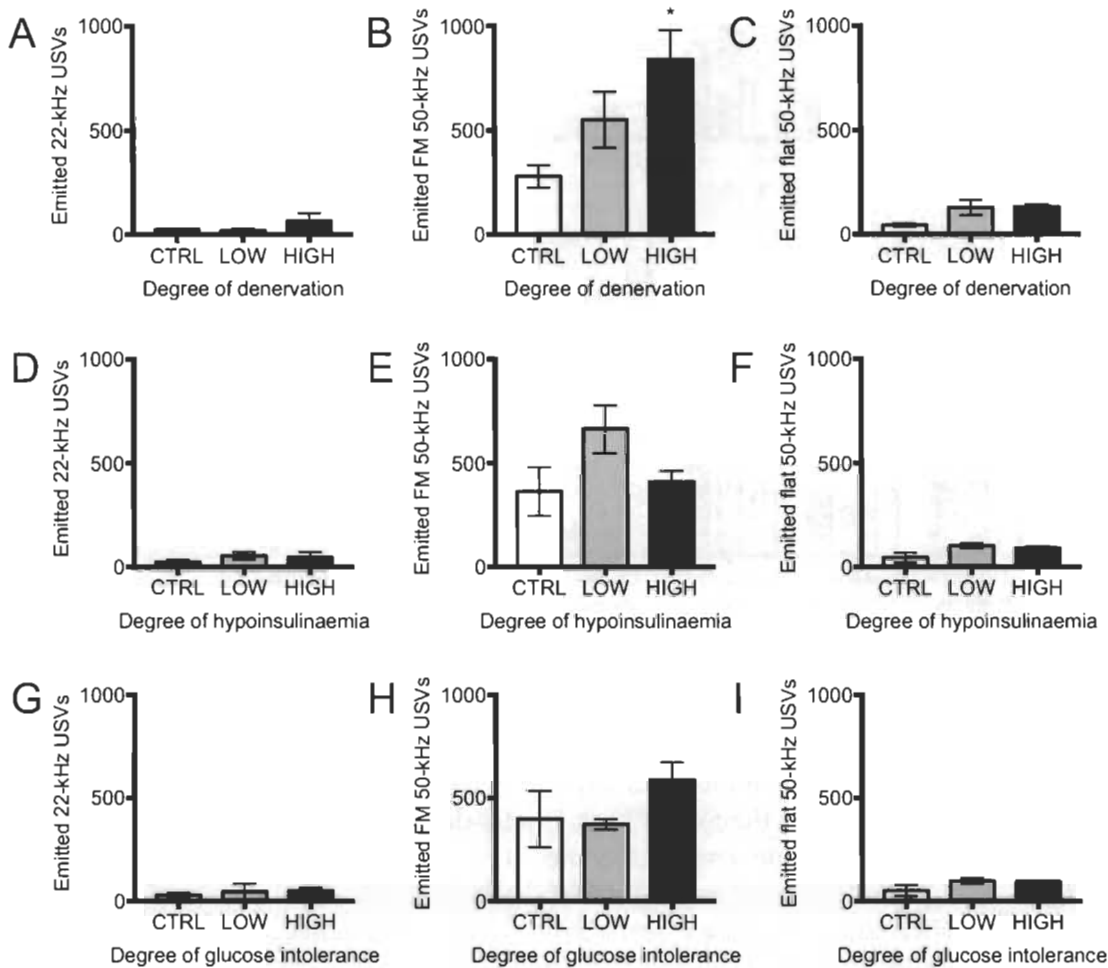 A
Emitted 22-kHz USVs
1000
500
0
CTRL LOW HIGH
Degree of denervation
B
Emitted FM 50-kHz USVs
1000
500
0
*
CTRL LOW HIGH
Degree of denervation
C
Emitted flat 50-kHz USVs
1000
500
0
CTRL LOW HIGH
Degree of denervation
D
Emitted 22-kHz USVs
1000
500
0
CTRL LOW HIGH
Degree of hypoinsulinaemia
E
Emitted FM 50-kHz USVs
1000
500
0
CTRL LOW HIGH
Degree of hypoinsulinaemia
F
Emitted flat 50-kHz USVs
1000
500
0
CTRL LOW HIGH
Degree of hypoinsulinaemia
G
Emitted 22-kHz USVs
1000
500
0
CTRL LOW HIGH
Degree of glucose intolerance
H
Emitted FM 50-kHz USVs
1000
500
0
CTRL LOW HIGH
Degree of glucose intolerance
I
Emitted flat 50-kHz USVs
1000
500
0
CTRL LOW HIGH
Degree of glucose intolerance